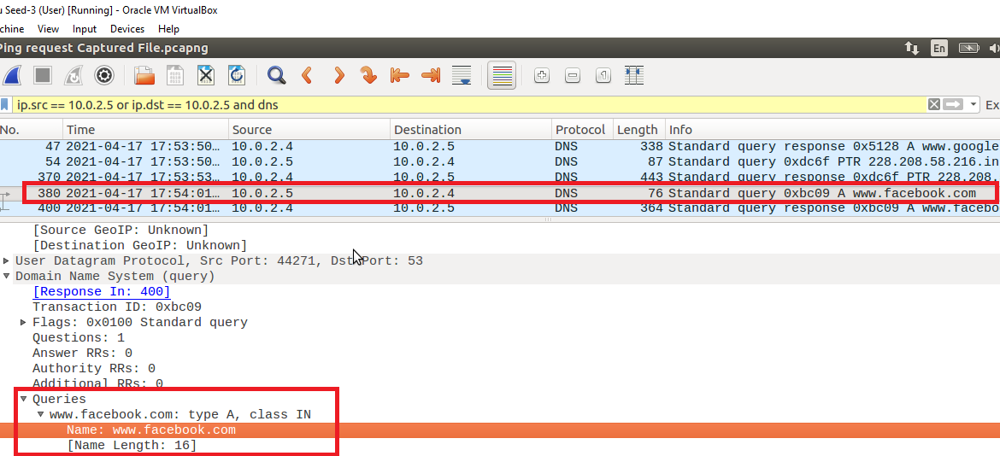 u Seed-3 (User) [Running] - Oracle VM VirtualBox
chine View Input Devices Help
Ping request Captured File.pcapng En
ip.src == 10.0.2.5 or ip.dst == 10.0.2.5 and dns Ex
No. Time Source Destination Protocol Length Info
47 2021-04-17 17:53:50… 10.0.2.4 10.0.2.5 DNS 338 Standard query response 0x5128 A www.google
54 2021-04-17 17:53:50… 10.0.2.5 10.0.2.4 DNS 87 Standard query 0xdc6f PTR 228.208.58.216.in
370 2021-04-17 17:53:53… 10.0.2.4 10.0.2.5 DNS 443 Standard query response 0xdc6f PTR 228.208.
380 2021-04-17 17:54:01… 10.0.2.5 10.0.2.4 DNS 76 Standard query 0xbc09 A www.facebook.com
400 2021-04-17 17:54:01… 10.0.2.4 10.0.2.5 DNS 364 Standard query response 0xbc09 A www.facebo
[Source GeoIP: Unknown]
[Destination GeoIP: Unknown]
User Datagram Protocol, Src Port: 44271, Dst Port: 53
Domain Name System (query)
[Response In: 400]
Transaction ID: 0xbc09
Flags: 0x0100 Standard query
Questions: 1
Answer RRs: 0
Authority RRs: 0
Additional RRs: 0
Queries
www.facebook.com: type A, class IN
Name: www.facebook.com
[Name Length: 16]